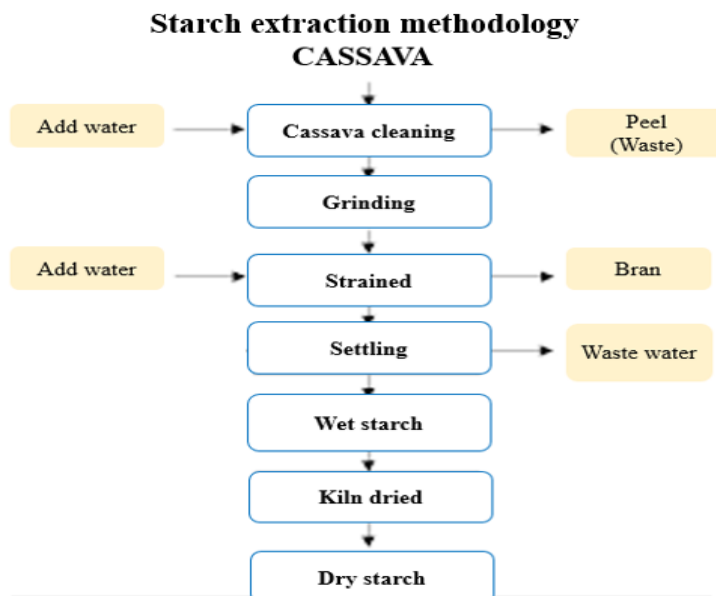 Starch extraction methodology
CASSAVA
Add water
Cassava cleaning
Peel
(Waste)
Grinding
Add water
Strained
Bran
Settling
Waste water
Wet starch
Kiln dried
Dry starch